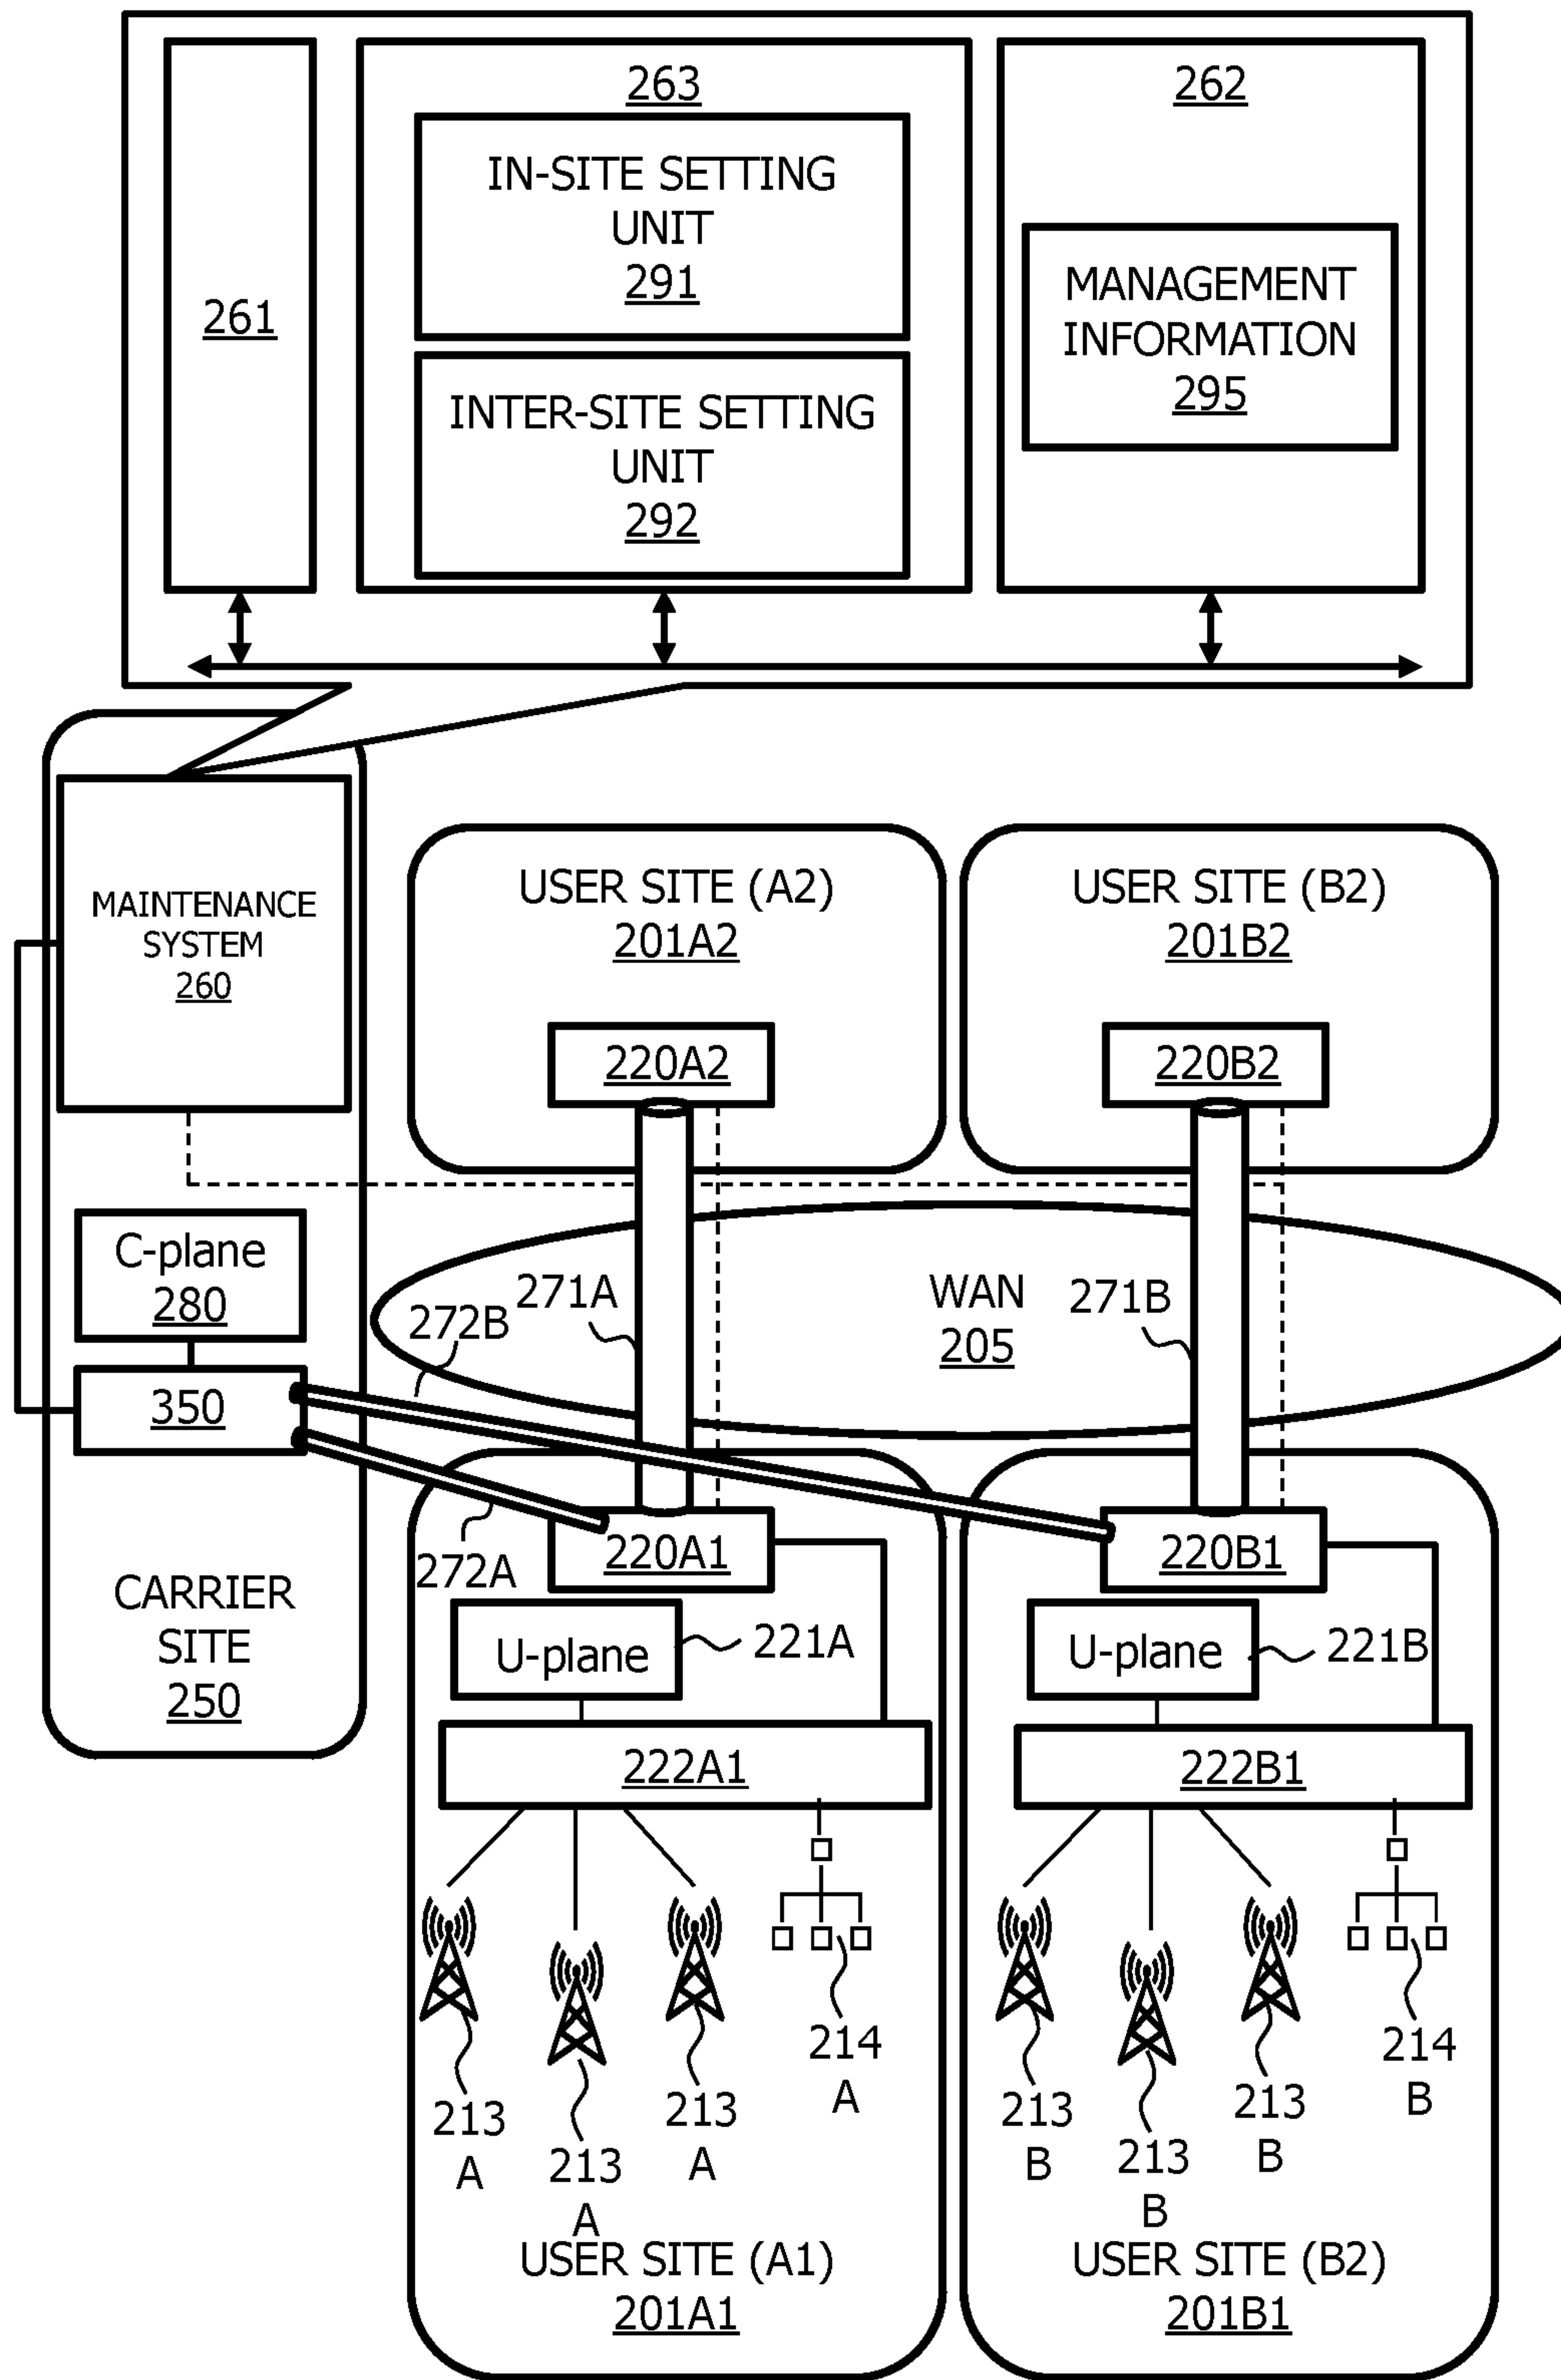 261
263
IN-SITE SETTING
UNIT
291
INTER-SITE SETTING
UNIT
292
262
MANAGEMENT
INFORMATION
295
MAINTENANCE
SYSTEM
260
USER SITE (A2)
201A2
220A2
USER SITE (B2)
201B2
220B2
C-plane
280
350
CARRIER
SITE
250
272B
271A
WAN
205
271B
272A
220A1
U-plane
221A
222A1
213
A
213
A
213
A
214
A
USER SITE (A1)
201A1
220B1
U-plane
221B
222B1
213
B
213
B
213
B
214
B
USER SITE (B2)
201B1